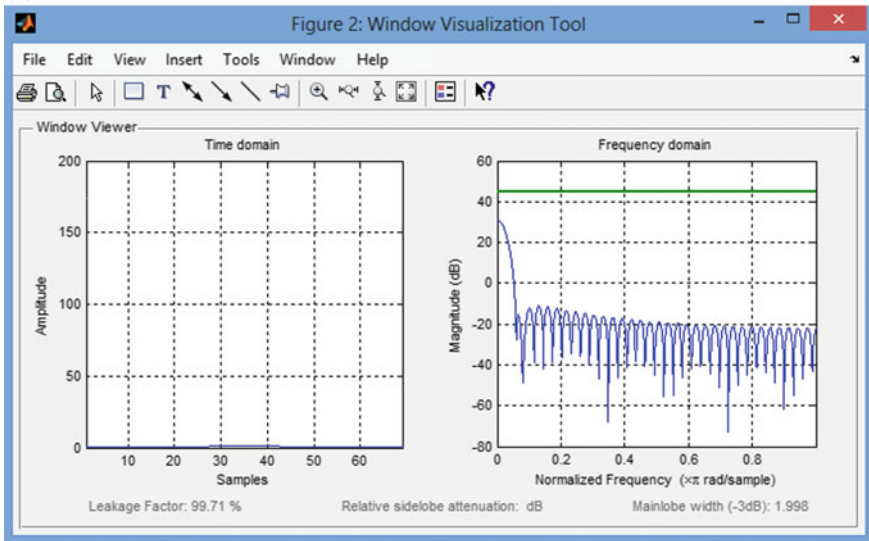 Figure 2: Window Visualization Tool
File Edit View Insert Tools Window Help
Window Viewer
Time domain
200
150
100
50
0
10 20 30 40 50 60
Amplitude
Samples
Frequency domain
60
40
20
0
-20
-40
-60
-80
0 0.2 0.4 0.6 0.8
Magnitude (dB)
Normalized Frequency (×π rad/sample)
Leakage Factor: 99.71 %
Relative sidelobe attenuation: dB
Mainlobe width (-3dB): 1.998